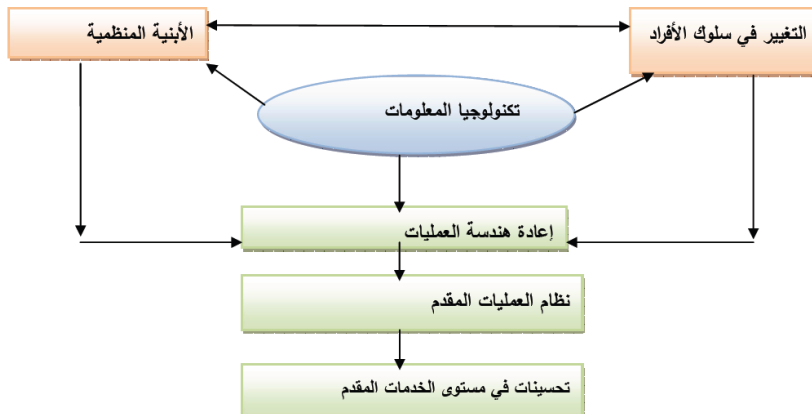 التغيير في سلوك الأفراد
الأبنية المنظمية
تكنولوجيا المعلومات
إعادة هندسة العمليات
نظام العمليات المقدم
تحسينات في مستوى الخدمات المقدم